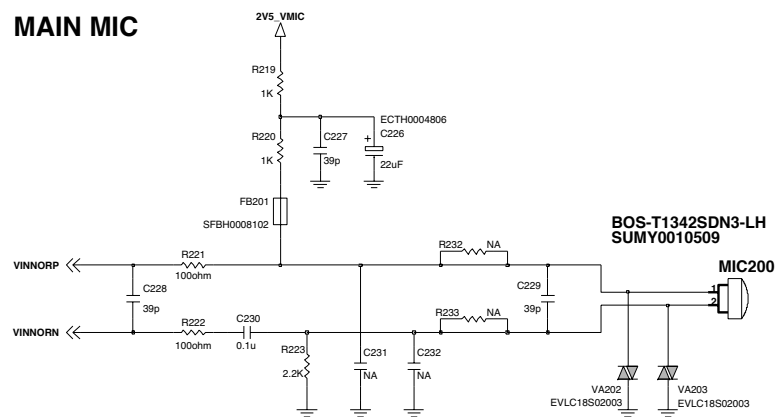 MAIN MIC
2V5_VMIC
R219
1K
ECTH0004806
R220
1K
C227
39p
+
C226
22uF
FB201
SFBH0008102
BOS-T1342SDN3-LH
SUMY0010509
MIC200
VINNORP
R221
100ohm
R232
NA
1
2
C228
39p
C229
39p
VINNORN
R222
100ohm
C230
0.1u
R233
NA
R223
2.2K
C231
NA
C232
NA
VA202
EVLC18S02003
VA203
EVLC18S02003